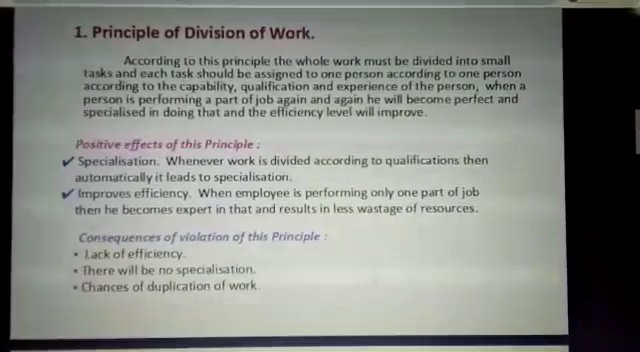 1. Principle of Division of Work.
According to this principle the whole work must be divided into small
tasks and each task should be assigned to one person according to one person
according to the capability, qualification and experience of the person, when a
person is performing a part of job again and again he will become perfect and
specialised in doing that and the efficiency level will improve.
Positive effects of this Principle :
✔ Specialisation. Whenever work is divided according to qualifications then
automatically it leads to specialisation.
✔ Improves efficiency. When employee is performing only one part of job
then he becomes expert in that and results in less wastage of resources.
Consequences of violation of this Principle :
• Lack of efficiency.
• There will be no specialisation.
• Chances of duplication of work.